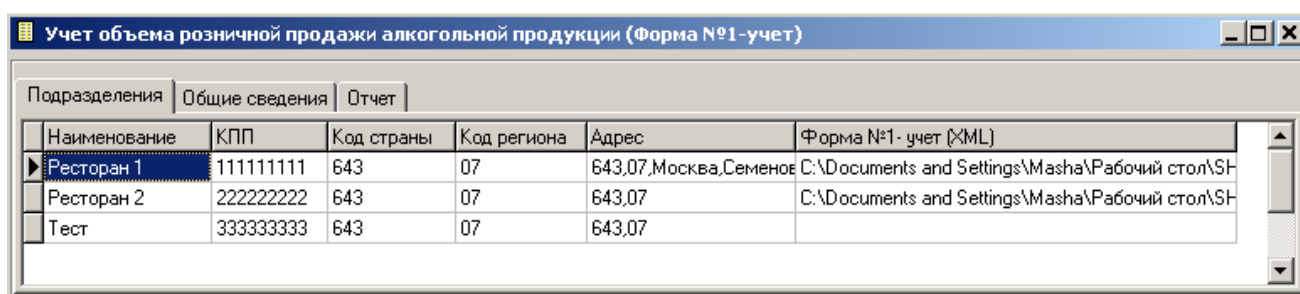 Учет объема розничной продажи алкогольной продукции (Форма №1-учет)
Подразделения Общие сведения Отчет
Наименование КПП Код страны Код региона Адрес Форма №1- учет (XML)
Ресторан 1 111111111 643 07 643,07,Москва,Семенов C:\Documents and Settings\Masha\Рабочий стол\SH
Ресторан 2 222222222 643 07 643,07 C:\Documents and Settings\Masha\Рабочий стол\SH
Тест 333333333 643 07 643,07